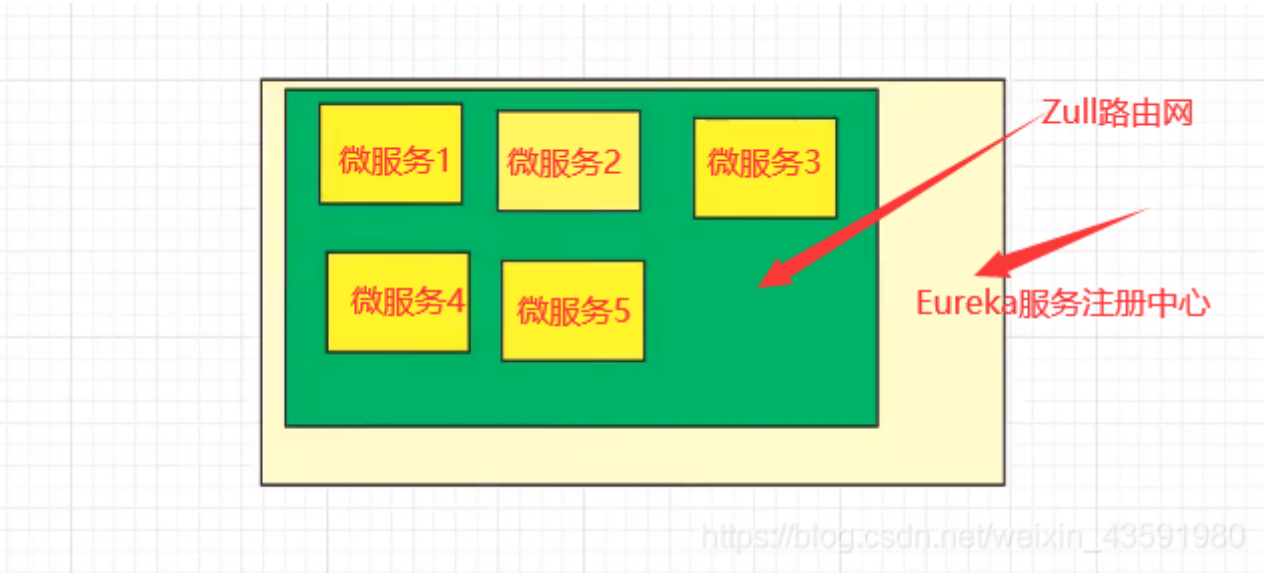 Zull路由网
微服务1
微服务2
微服务3
微服务4
微服务5
Eureka服务注册中心
https://blog.csdn.net/weixin_43591980